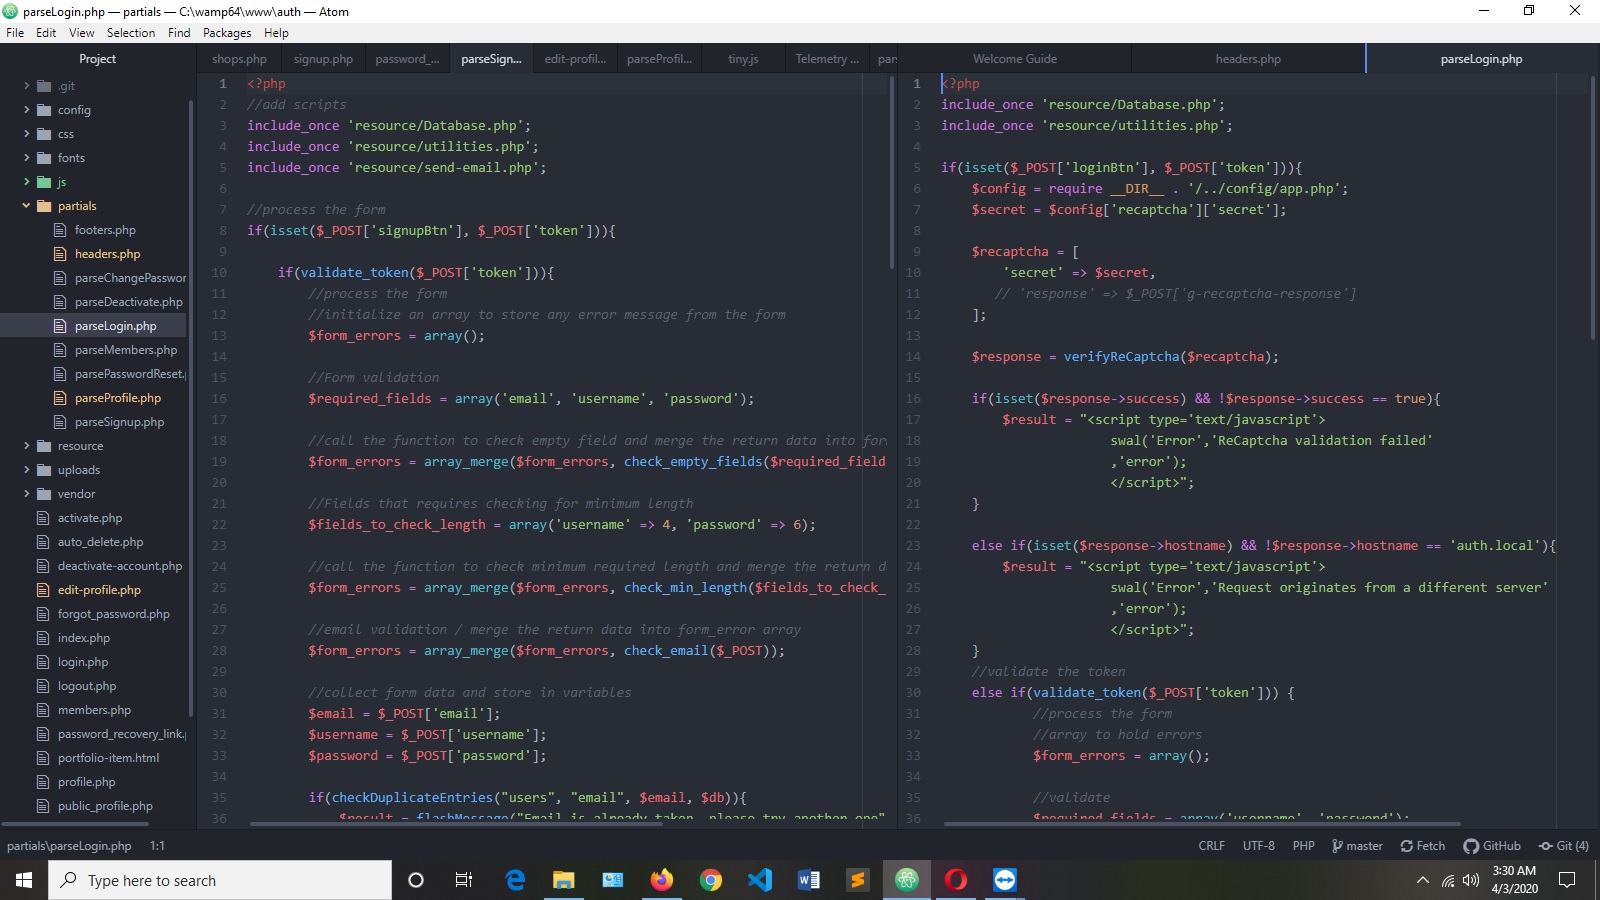 parseLogin.php — partials — C:\wamp64\www\auth — Atom
File Edit View Selection Find Packages Help
Project
.git
config
css
fonts
js
partials
footers.php
headers.php
parseChangePasswor
parseDeactivate.php
parseLogin.php
parseMembers.php
parsePasswordReset.
parseProfile.php
parseSignup.php
resource
uploads
vendor
activate.php
auto_delete.php
deactivate-account.php
edit-profile.php
forgot_password.php
index.php
login.php
logout.php
members.php
password_recovery_link.
portfolio-item.html
profile.php
public_profile.php
shops.php signup.php password_... parseSign... edit-profil... parseProfil... tiny.js Telemetry ... par
1 <?php
2 //add scripts
3 include_once 'resource/Database.php';
4 include_once 'resource/utilities.php';
5 include_once 'resource/send-email.php';
6
7 //process the form
8 if(isset($_POST['signupBtn'], $_POST['token'])){
9
10 if(validate_token($_POST['token'])){
11 //process the form
12 //initialize an array to store any error message from the form
13 $form_errors = array();
14
15 //Form validation
16 $required_fields = array('email', 'username', 'password');
17
18 //call the function to check empty field and merge the return data into for
19 $form_errors = array_merge($form_errors, check_empty_fields($required_field
20
21 //Fields that requires checking for minimum length
22 $fields_to_check_length = array('username' => 4, 'password' => 6);
23
24 //call the function to check minimum required length and merge the return d
25 $form_errors = array_merge($form_errors, check_min_length($fields_to_check_
26
27 //email validation / merge the return data into form_error array
28 $form_errors = array_merge($form_errors, check_email($_POST));
29
30 //collect form data and store in variables
31 $email = $_POST['email'];
32 $username = $_POST['username'];
33 $password = $_POST['password'];
34
35 if(checkDuplicateEntries("users", "email", $email, $db)){
36 $result = flashMessage("Email is already taken, please try another one"
Welcome Guide headers.php parseLogin.php
1 <?php
2 include_once 'resource/Database.php';
3 include_once 'resource/utilities.php';
4
5 if(isset($_POST['loginBtn'], $_POST['token'])){
6 $config = require __DIR__ . '/../config/app.php';
7 $secret = $config['recaptcha']['secret'];
8
9 $recaptcha = [
10 'secret' => $secret,
11 // 'response' => $_POST['g-recaptcha-response']
12 ];
13
14 $response = verifyReCaptcha($recaptcha);
15
16 if(isset($response->success) && !$response->success == true){
17 $result = "<script type='text/javascript'>
18 swal('Error','ReCaptcha validation failed'
19 ,'error');
20 </script>";
21 }
22
23 else if(isset($response->hostname) && !$response->hostname == 'auth.local'){
24 $result = "<script type='text/javascript'>
25 swal('Error','Request originates from a different server'
26 ,'error');
27 </script>";
28 }
29 //validate the token
30 else if(validate_token($_POST['token'])) {
31 //process the form
32 //array to hold errors
33 $form_errors = array();
34
35 //validate
36 $required_fields = array('username', 'password');
partials\parseLogin.php 1:1 CRLF UTF-8 PHP master Fetch GitHub Git (4)
Type here to search
3:30 AM
4/3/2020